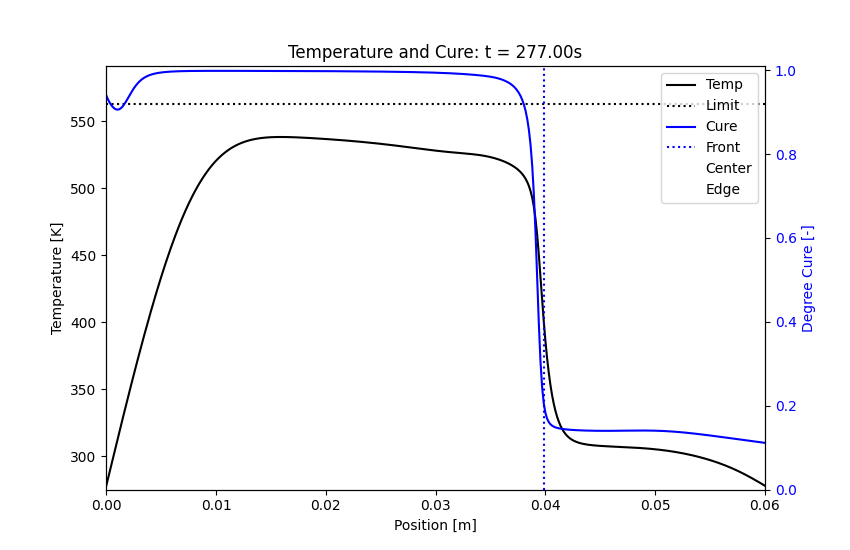 Temperature and Cure: t = 277.00s
Temp
Limit
Cure
Front
Center
Edge
550
500
450
400
350
300
Temperature [K]
1.0
0.8
0.6
0.4
0.2
0.0
Degree Cure [-]
0.00 0.01 0.02 0.03 0.04 0.05 0.06
Position [m]